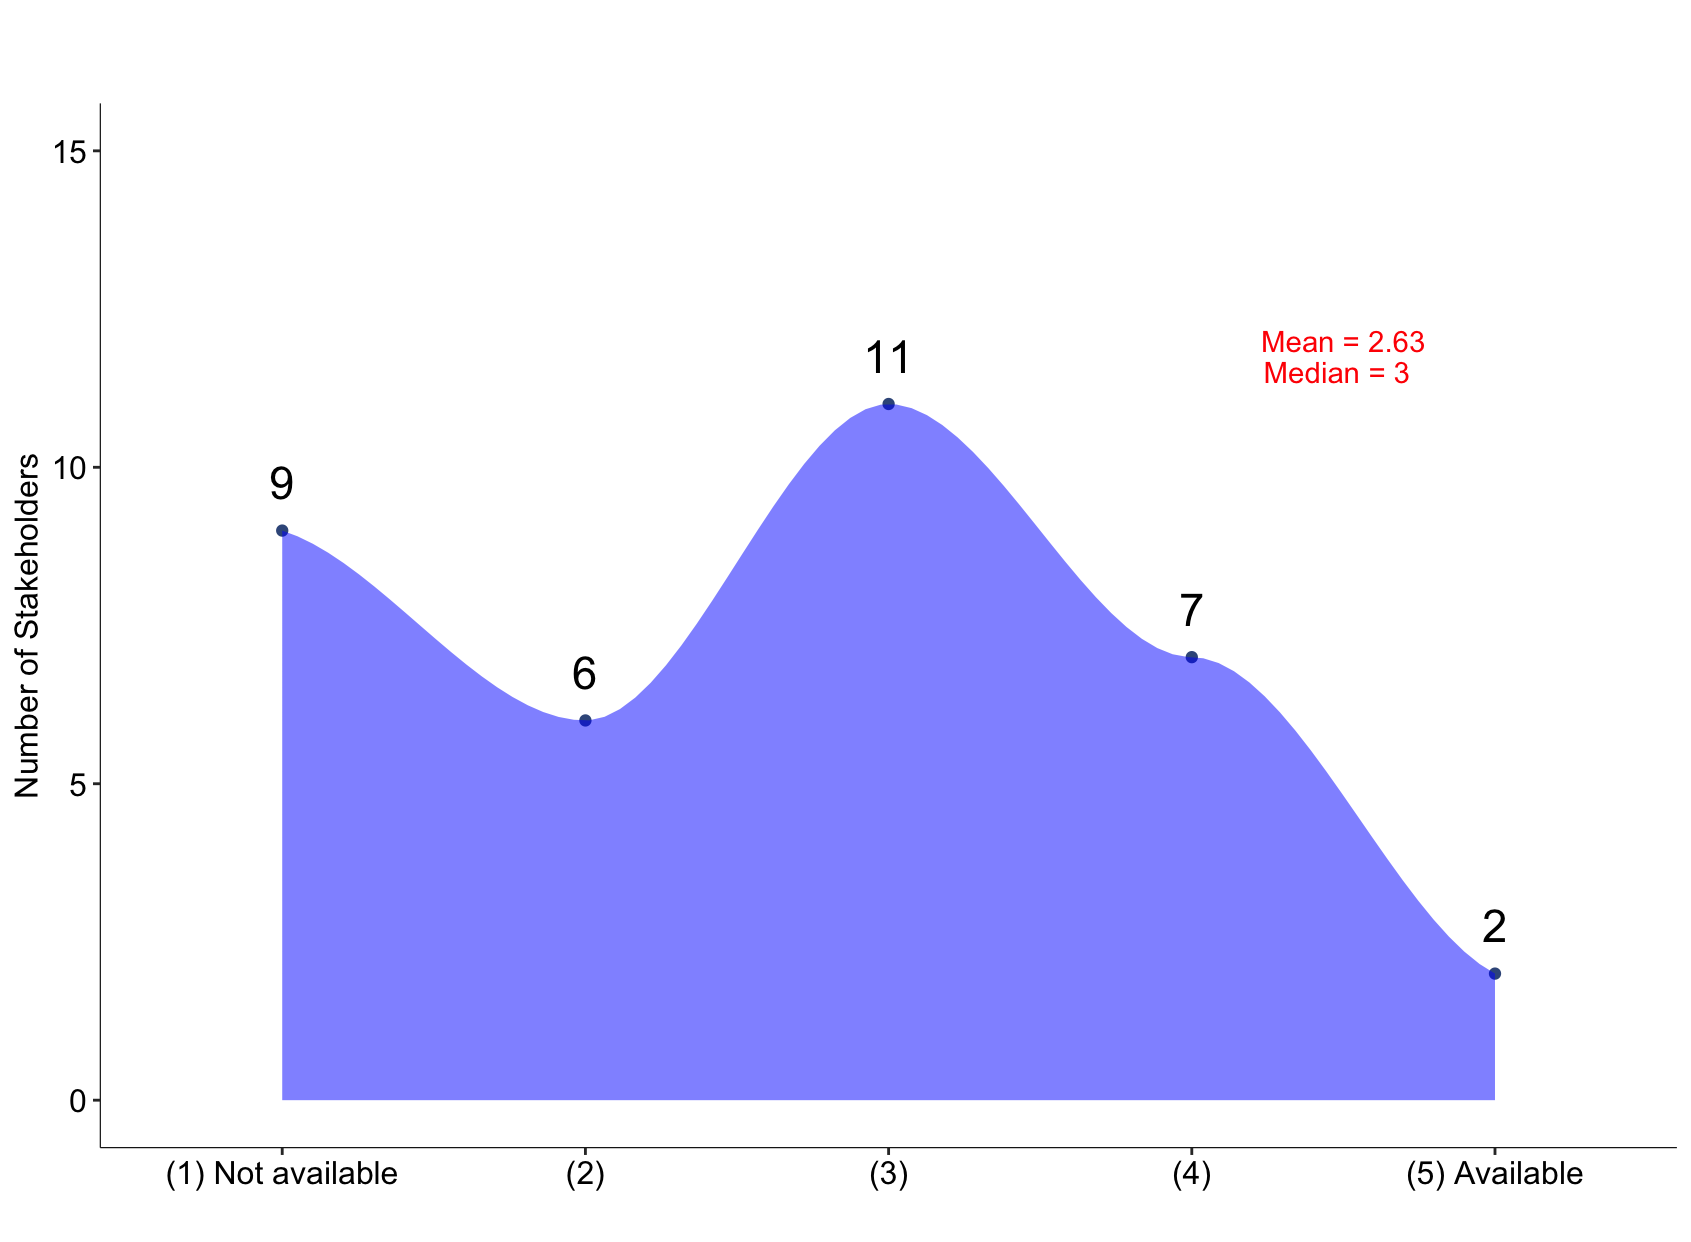 15
10
5
0
Number of Stakeholders
9
6
11
7
2
Mean = 2.63
Median = 3
(1) Not available
(2)
(3)
(4)
(5) Available